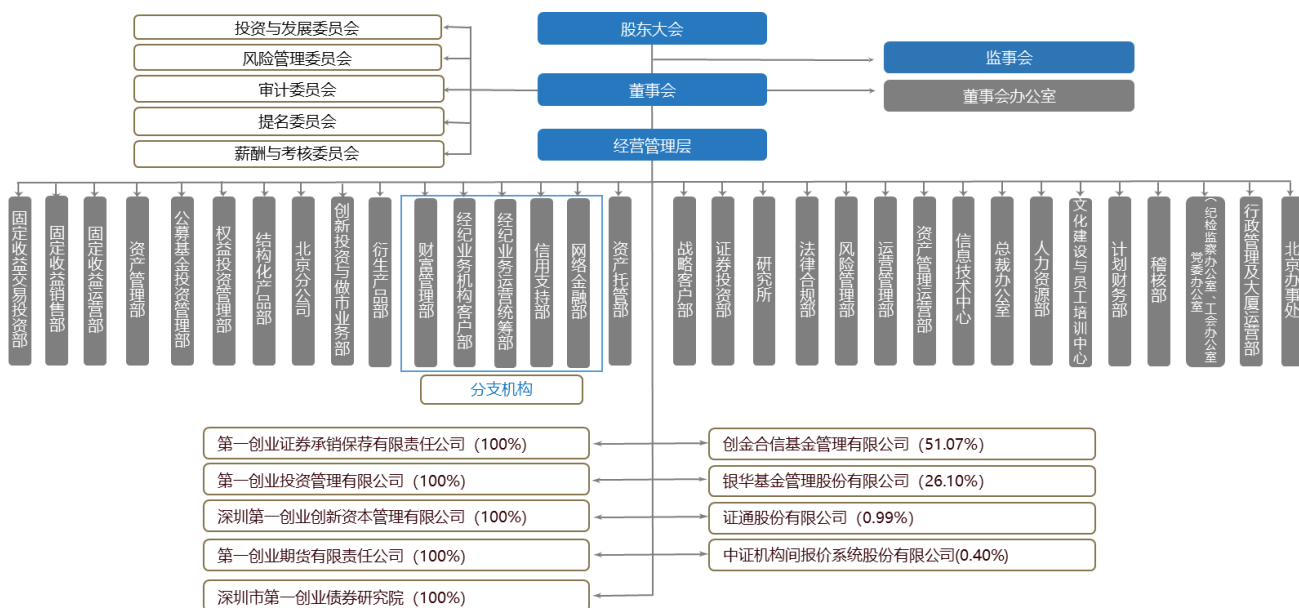 投资与发展委员会
风险管理委员会
审计委员会
提名委员会
薪酬与考核委员会
股东大会
董事会
经营管理层
监事会
董事会办公室
固定收益交易投资部
固定收益销售部
固定收益运营部
资产管理部
公募基金投资管理部
权益投资管理部
结构化产品部
北京分公司
创新投资与做市业务部
衍生产品部
财富管理部
经纪业务机构客户部
经纪业务运营统筹部
信用支持部
网络金融部
资产托管部
战略客户部
证券投资部
研究所
法律合规部
风险管理部
运营管理部
资产管理运营部
信息技术中心
总裁办公室
人力资源部
文化建设与员工培训中心
计划财务部
稽核部
党委办公室
（纪检监察办公室、工会办公室
行政管理及大厦运营部
北京办事处
分支机构
第一创业证券承销保荐有限责任公司（100%）
第一创业投资管理有限公司（100%）
深圳第一创业创新资本管理有限公司（100%）
第一创业期货有限责任公司（100%）
深圳市第一创业债券研究院（100%）
创金合信基金管理有限公司（51.07%）
银华基金管理股份有限公司（26.10%）
证通股份有限公司（0.99%）
中证机构间报价系统股份有限公司(0.40%)